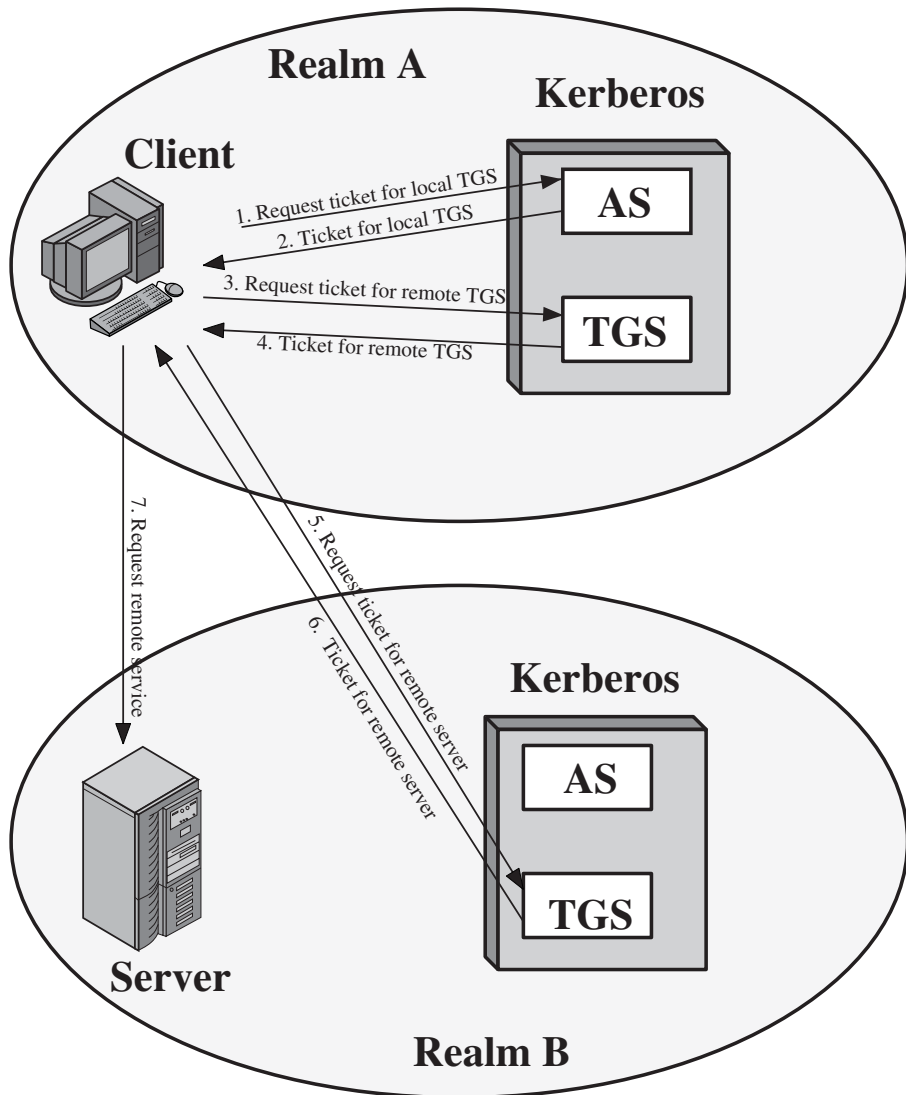 Realm A
Kerberos
Client
1. Request ticket for local TGS
AS
2. Ticket for local TGS
3. Request ticket for remote TGS
TGS
4. Ticket for remote TGS
7. Request remote service
5. Request ticket for remote server
6. Ticket for remote server
Kerberos
AS
TGS
Server
Realm B